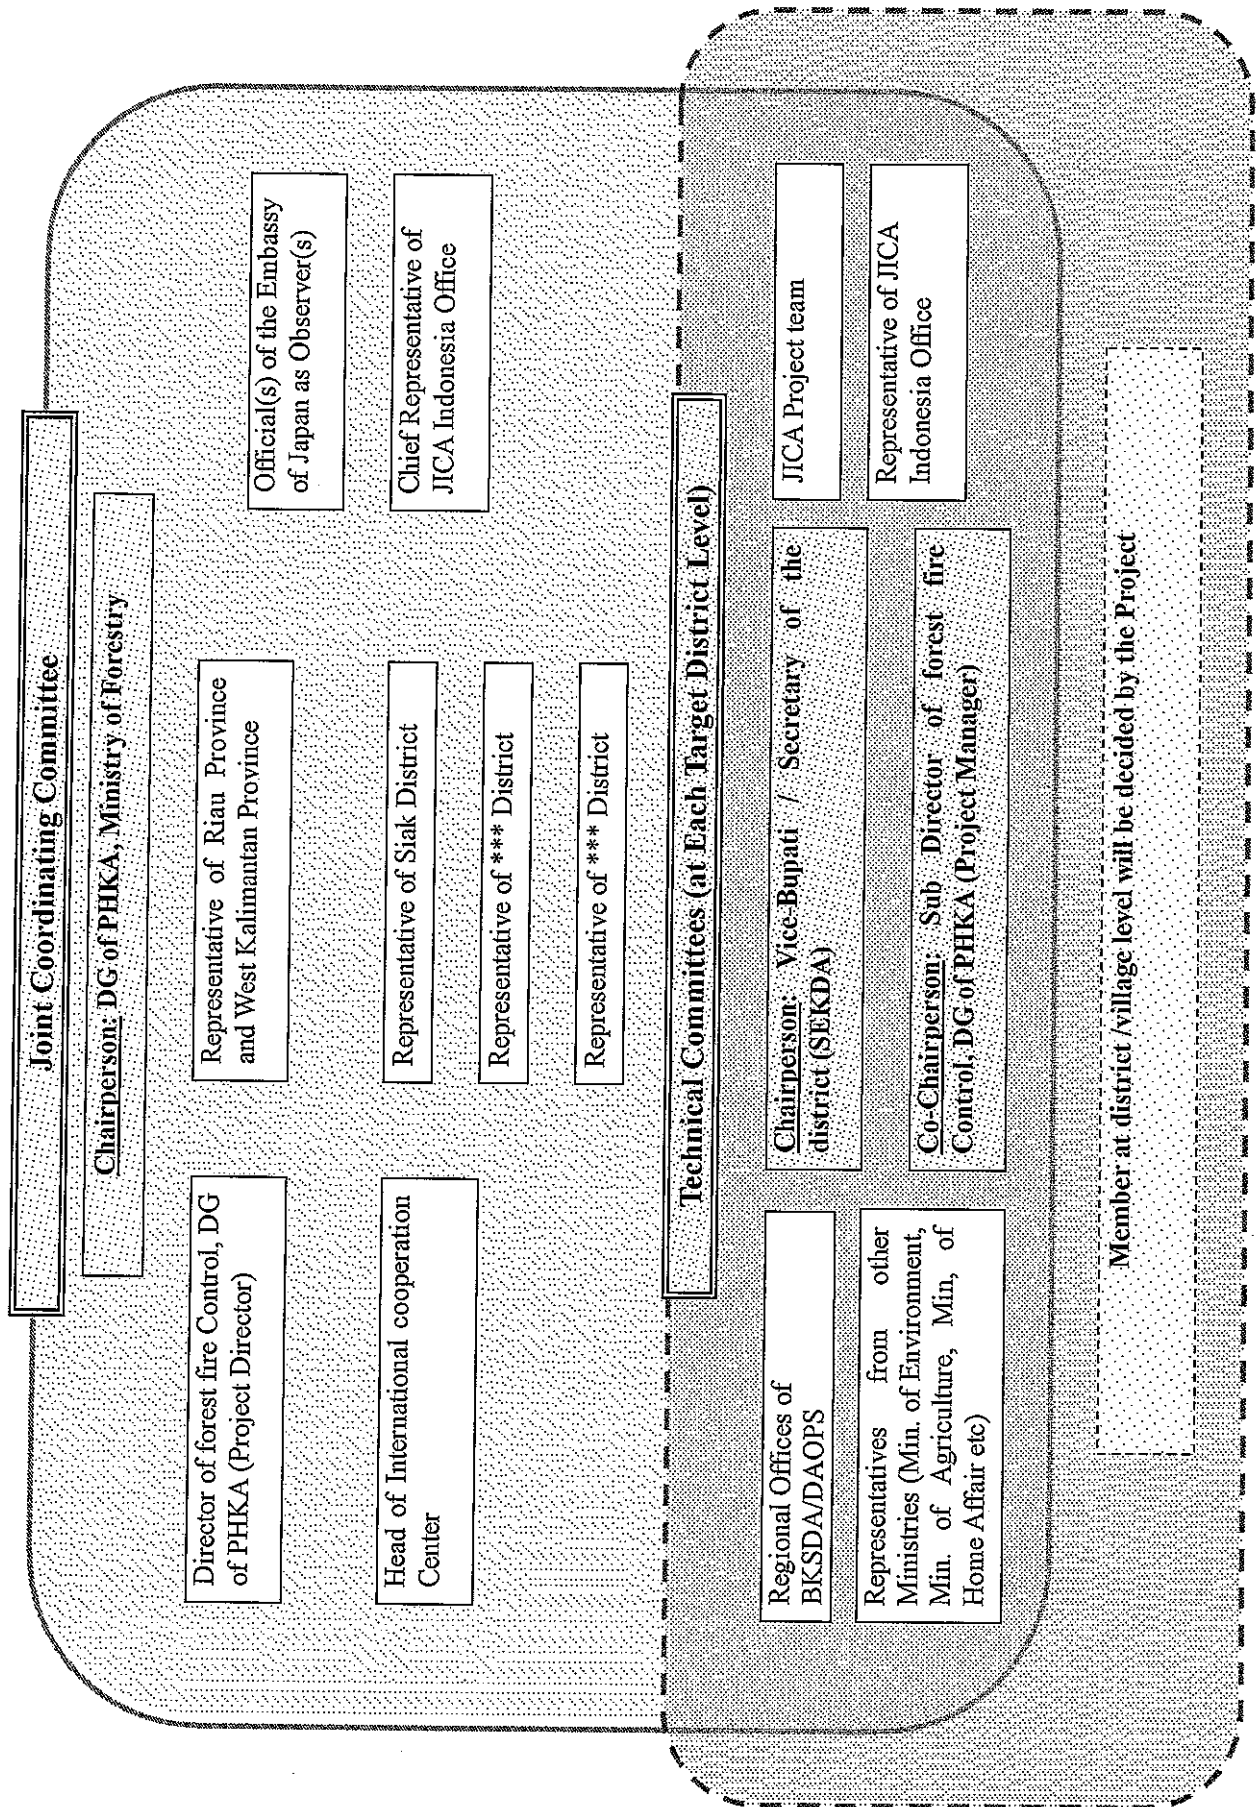 Joint Coordinating Committee
Chairperson: DG of PHKA, Ministry of Forestry
Director of forest fire Control, DG
of PHKA (Project Director)
Head of International cooperation
Center
Representative of Riau Province
and West Kalimantan Province
Representative of Siak District
Representative of *** District
Representative of *** District
Official(s) of the Embassy
of Japan as Observer(s)
Chief Representative of
JICA Indonesia Office
Technical Committees (at Each Target District Level)
Regional Offices of
BKSDA/DAOPS
Representatives from other
Ministries (Min. of Environment,
Min. of Agriculture, Min, of
Home Affair etc)
Chairperson: Vice-Bupati / Secretary of the
district (SEKDA)
Co-Chairperson: Sub Director of forest fire
Control, DG of PHKA (Project Manager)
JICA Project team
Representative of JICA
Indonesia Office
Member at district /village level will be decided by the Project